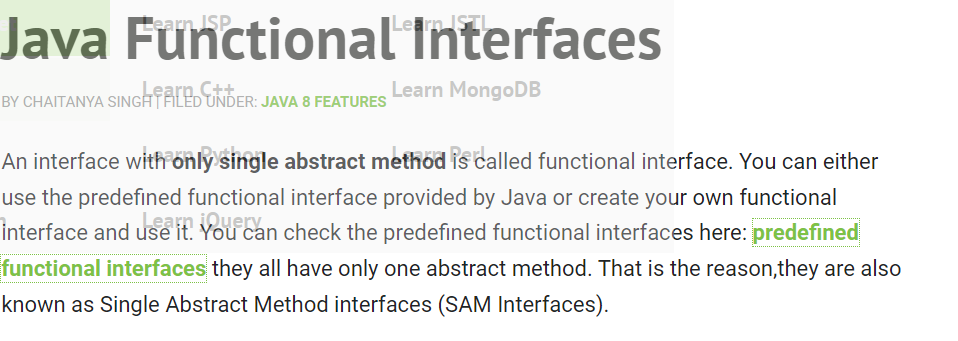 Learn JSP Learn JSTL
Java Functional Interfaces
Learn C++ Learn MongoDB
BY CHAITANYA SINGH | FILED UNDER: JAVA 8 FEATURES
Learn Python Learn Perl
An interface with only single abstract method is called functional interface. You can either
use the predefined functional interface provided by Java or create your own functional
Learn jQuery
interface and use it. You can check the predefined functional interfaces here: predefined
functional interfaces they all have only one abstract method. That is the reason,they are also
known as Single Abstract Method interfaces (SAM Interfaces).